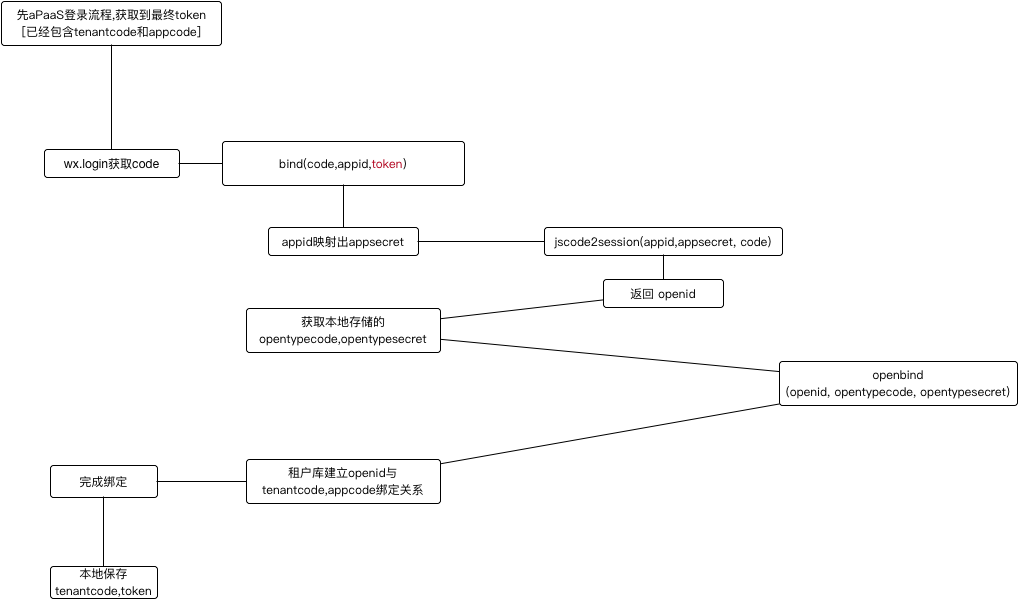 先aPaaS登录流程,获取到最终token
[已经包含tenantcode和appcode]
wx.login获取code
bind(code,appid,token)
appid映射出appsecret
jscode2session(appid,appsecret, code)
返回 openid
获取本地存储的
opentypecode,opentypesecret
openbind
(openid, opentypecode, opentypesecret)
租户库建立openid与
tenantcode,appcode绑定关系
完成绑定
本地保存
tenantcode,token